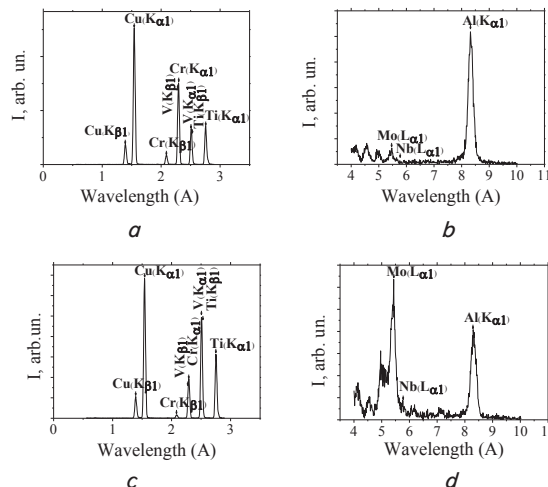 Cu(Kα1)
Cr(Kα1)
V(Kβ1)
V(Kα1)
Ti(Kβ1)
Ti(Kα1)
Cu Kβ1)
Cr(Kβ1)
I, arb. un.
0 1 2 3
Wavelength (A)
a
Al(Kα1)
Mo(Lα1)
Nb(Lα1)
I, arb. un.
4 5 6 7 8 9 10 11
Wavelength (A)
b
Cu(Kα1)
V(Kα1)
Ti(Kβ1)
V(Kβ1)
Cr(Kα1)
Ti(Kα1)
Cu(Kβ1)
Cr(Kβ1)
I, arb. un.
0 1 2 3
Wavelength (A)
c
Mo(Lα1)
Al(Kα1)
Nb(Lα1)
I, arb. un.
4 5 6 7 8 9 10 11
Wavelength (A)
d